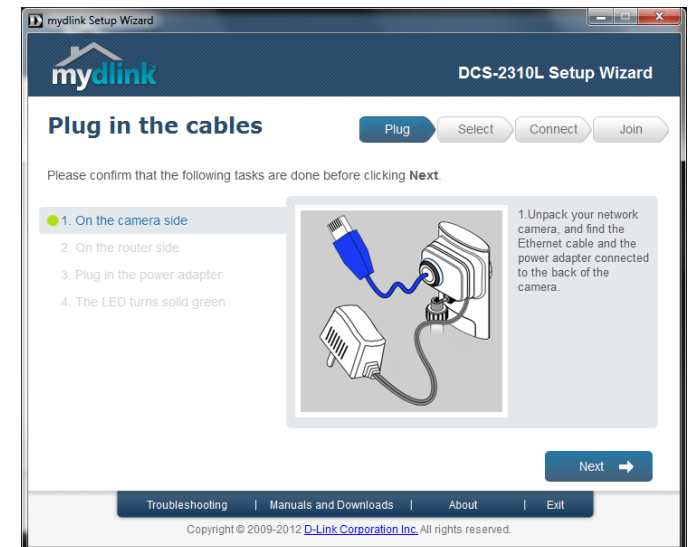 mydlink Setup Wizard
mydlink
DCS-2310L Setup Wizard
Plug in the cables
Plug
Select
Connect
Join
Please confirm that the following tasks are done before clicking Next.
1. On the camera side
2. On the router side
3. Plug in the power adapter
4. The LED turns solid green
1.Unpack your network
camera, and find the
Ethernet cable and the
power adapter connected
to the back of the
camera.
Next
Troubleshooting | Manuals and Downloads | About | Exit
Copyright © 2009-2012 D-Link Corporation Inc. All rights reserved.